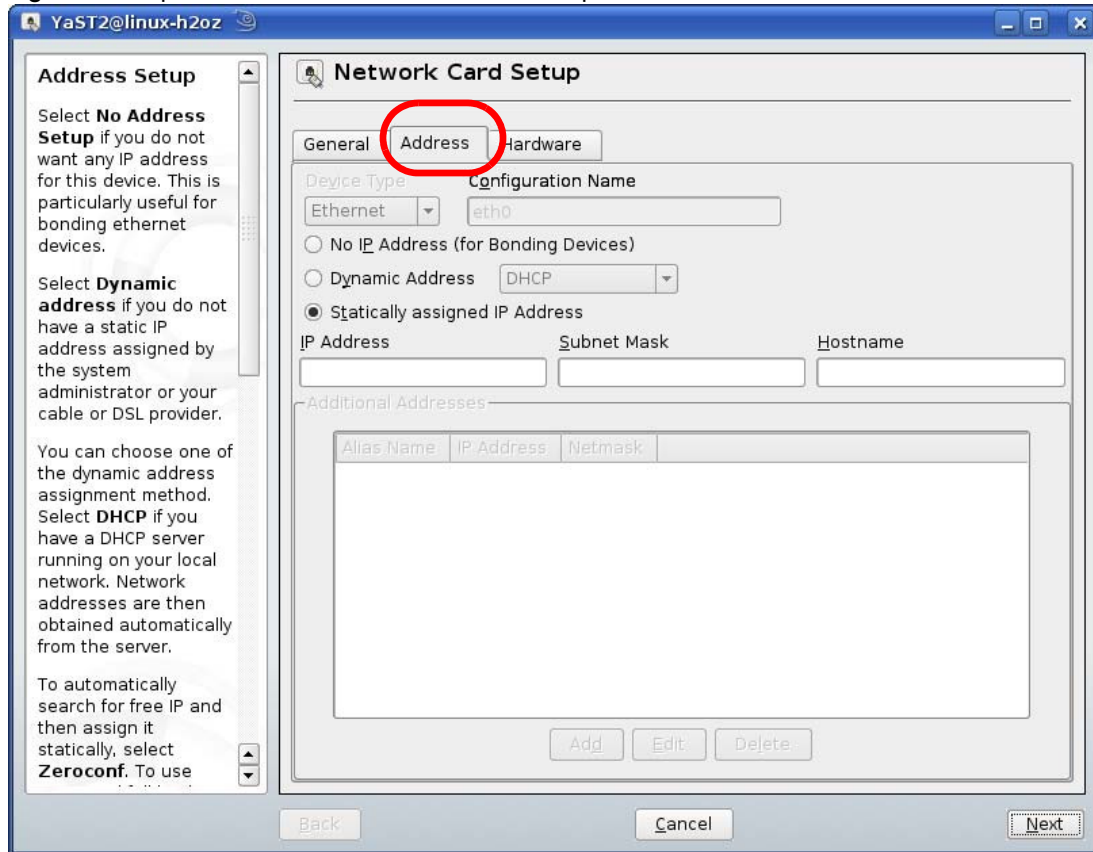 YaST2@linux-h2oz
Address Setup
Select No Address
Setup if you do not
want any IP address
for this device. This is
particularly useful for
bonding ethernet
devices.
Select Dynamic
address if you do not
have a static IP
address assigned by
the system
administrator or your
cable or DSL provider.
You can choose one of
the dynamic address
assignment method.
Select DHCP if you
have a DHCP server
running on your local
network. Network
addresses are then
obtained automatically
from the server.
To automatically
search for free IP and
then assign it
statically, select
Zeroconf. To use
Network Card Setup
General Address Hardware
Device Type Configuration Name
Ethernet eth0
No IP Address (for Bonding Devices)
Dynamic Address DHCP
Statically assigned IP Address
IP Address Subnet Mask Hostname
Additional Addresses
Alias Name IP Address Netmask
Add Edit Delete
Back Cancel Next